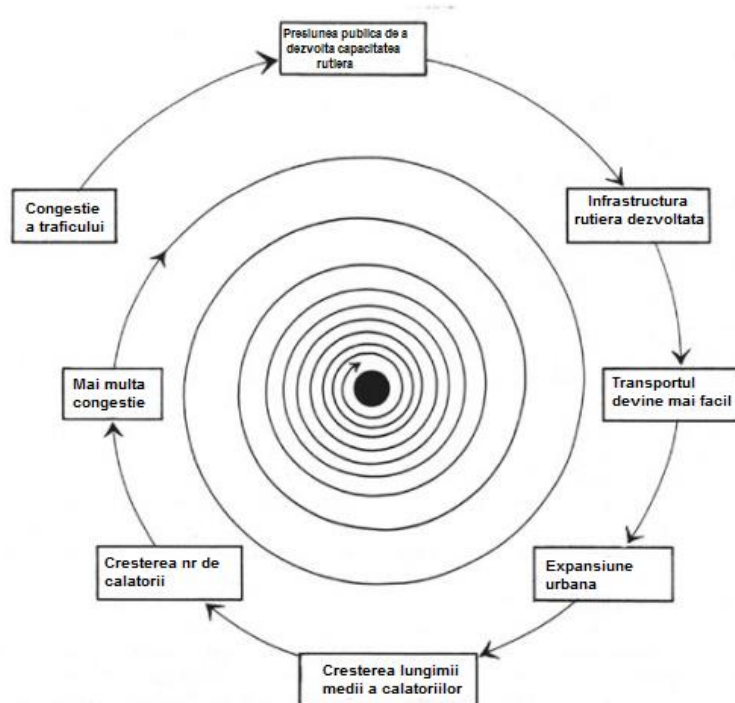 Presiunea publica de a
dezvolta capacitatea
rutiera
Infrastructura
rutiera dezvoltata
Transportul
devine mai facil
Expansiune
urbana
Cresterea lungimii
medii a calatoriilor
Cresterea nr de
calatorii
Mai multa
congestie
Congestie
a traficului